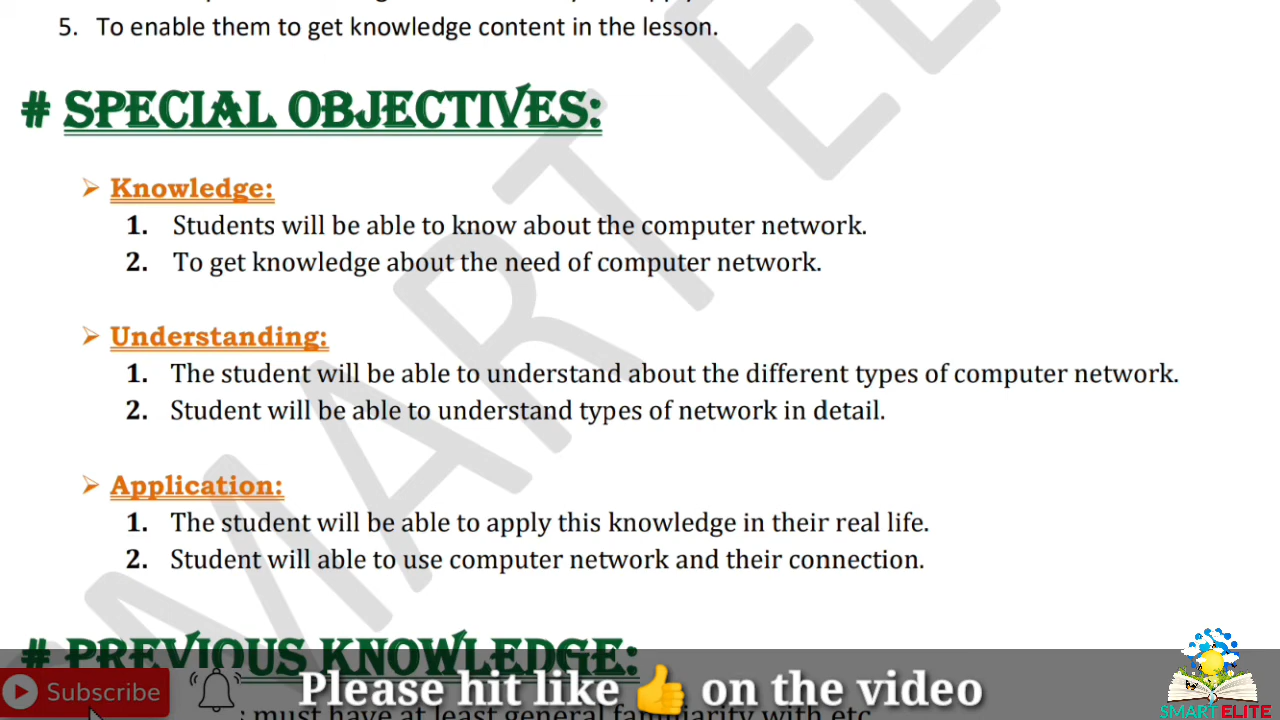 5. To enable them to get knowledge content in the lesson.
# SPECIAL OBJECTIVES:
➢ Knowledge:
1. Students will be able to know about the computer network.
2. To get knowledge about the need of computer network.
➢ Understanding:
1. The student will be able to understand about the different types of computer network.
2. Student will be able to understand types of network in detail.
➢ Application:
1. The student will be able to apply this knowledge in their real life.
2. Student will able to use computer network and their connection.
# PREVIOUS KNOWLEDGE:
Subscribe
Please hit like 👍 on the video
must have at least general familiarity with etc
SMART ELITE